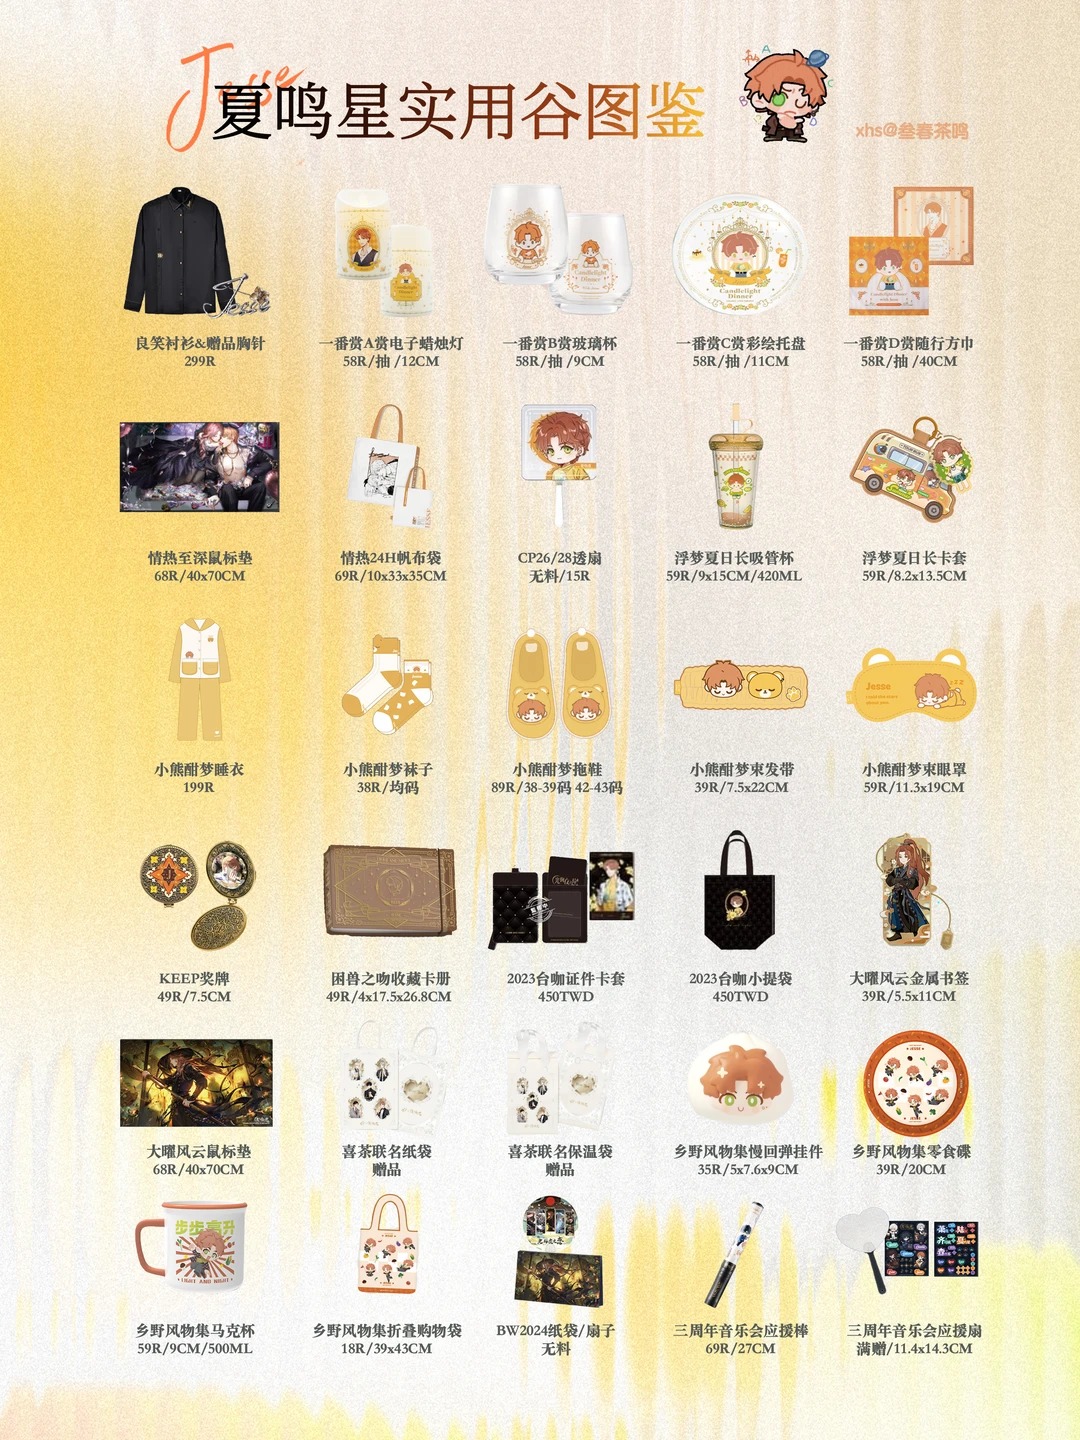 Jesse
夏鸣星实用谷图鉴
xhs@叁春茶鸣
良笑衬衫&赠品胸针
299R
一番赏A赏电子蜡烛灯
58R/抽 /12CM
一番赏B赏玻璃杯
58R/抽 /9CM
一番赏C赏彩绘托盘
58R/抽 /11CM
一番赏D赏随行方巾
58R/抽 /40CM
情热至深鼠标垫
68R/40x70CM
情热24H帆布袋
69R/10x33x35CM
CP26/28透扇
无料/15R
浮梦夏日长吸管杯
59R/9x15CM/420ML
浮梦夏日长卡套
59R/8.2x13.5CM
小熊酣梦睡衣
199R
小熊酣梦袜子
38R/均码
小熊酣梦拖鞋
89R/38-39码 42-43码
小熊酣梦束发带
39R/7.5x22CM
小熊酣梦束眼罩
59R/11.3x19CM
KEEP奖牌
49R/7.5CM
困兽之吻收藏卡册
49R/4x17.5x26.8CM
2023台咖证件卡套
450TWD
2023台咖小提袋
450TWD
大曜风云金属书签
39R/5.5x11CM
大曜风云鼠标垫
68R/40x70CM
喜茶联名纸袋
赠品
喜茶联名保温袋
赠品
乡野风物集慢回弹挂件
35R/5x7.6x9CM
乡野风物集零食碟
39R/20CM
乡野风物集马克杯
59R/9CM/500ML
乡野风物集折叠购物袋
18R/39x43CM
BW2024纸袋/扇子
无料
三周年音乐会应援棒
69R/27CM
三周年音乐会应援扇
满赠/11.4x14.3CM